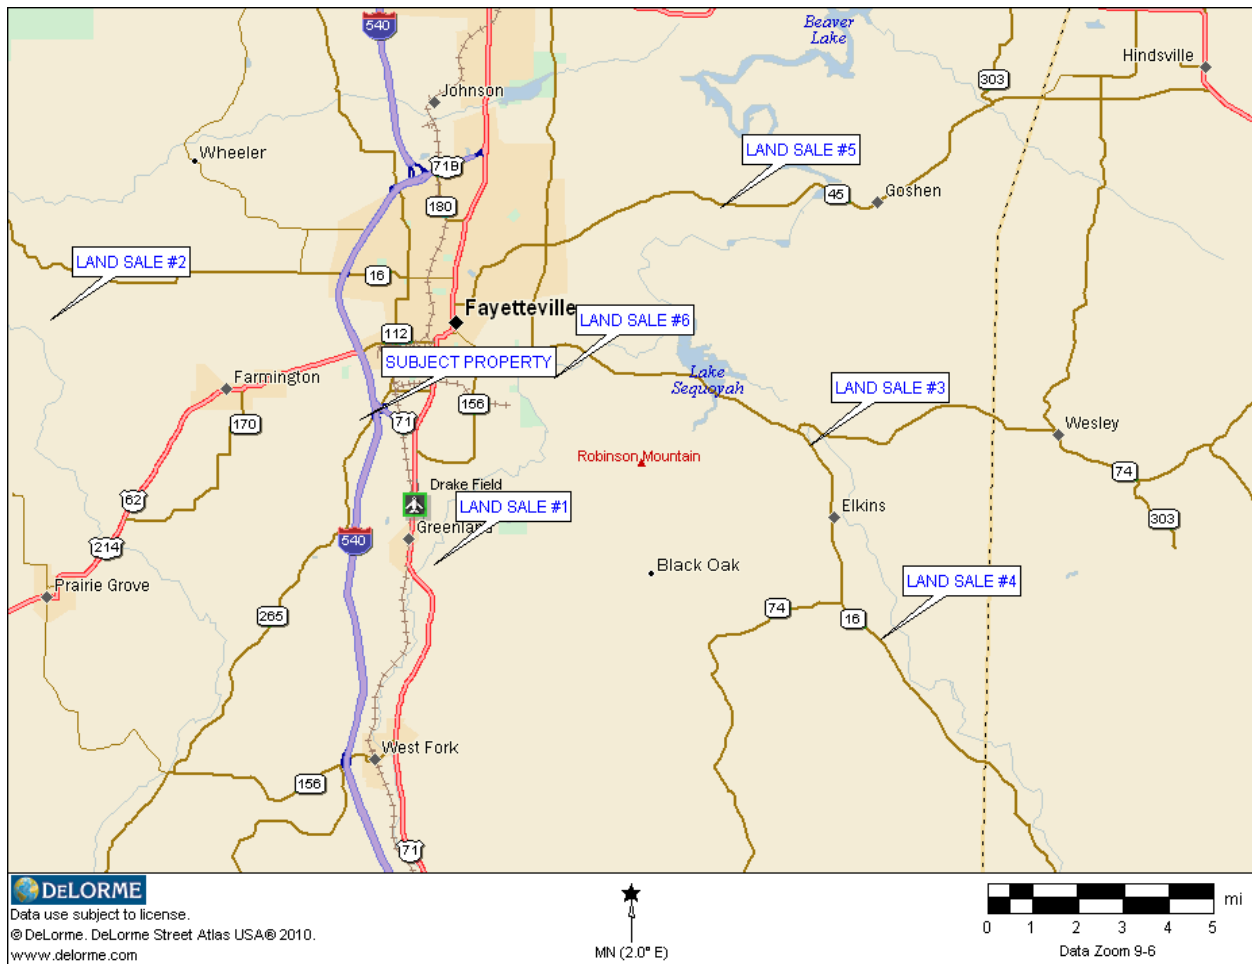 540
Beaver
Lake
Hindsville
303
Johnson
Wheeler
71B
LAND SALE #5
180
45
Goshen
LAND SALE #2
16
Fayetteville
LAND SALE #6
112
SUBJECT PROPERTY
Lake
Sequoyah
Farmington
LAND SALE #3
156
170
71
Wesley
Robinson Mountain
74
62
Drake Field
LAND SALE #1
Elkins
303
Greenland
540
214
Black Oak
Prairie Grove
LAND SALE #4
265
74
16
West Fork
156
71
DELORME
Data use subject to license.
© DeLorme. DeLorme Street Atlas USA® 2010.
www.delorme.com
MN (2.0° E)
mi
0 1 2 3 4 5
Data Zoom 9-6